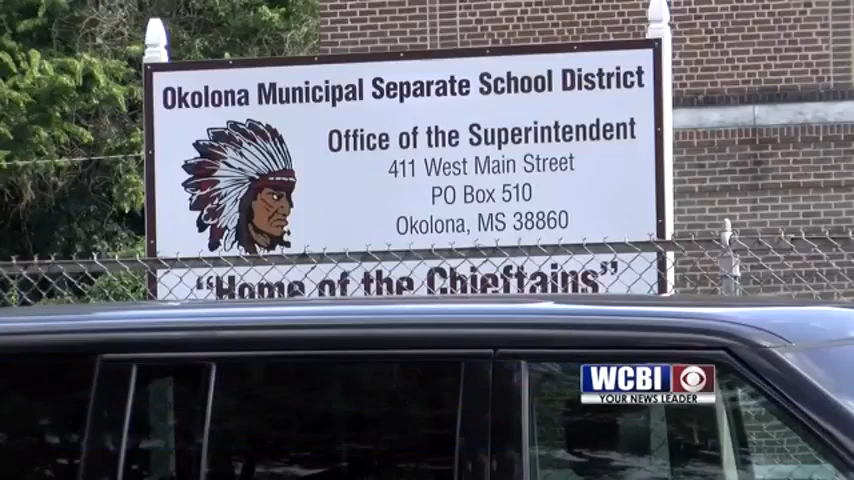 Okolona Municipal Separate School District
Office of the Superintendent
411 West Main Street
PO Box 510
Okolona, MS 38860
"Home of the Chieftains"
WCBI
YOUR NEWS LEADER